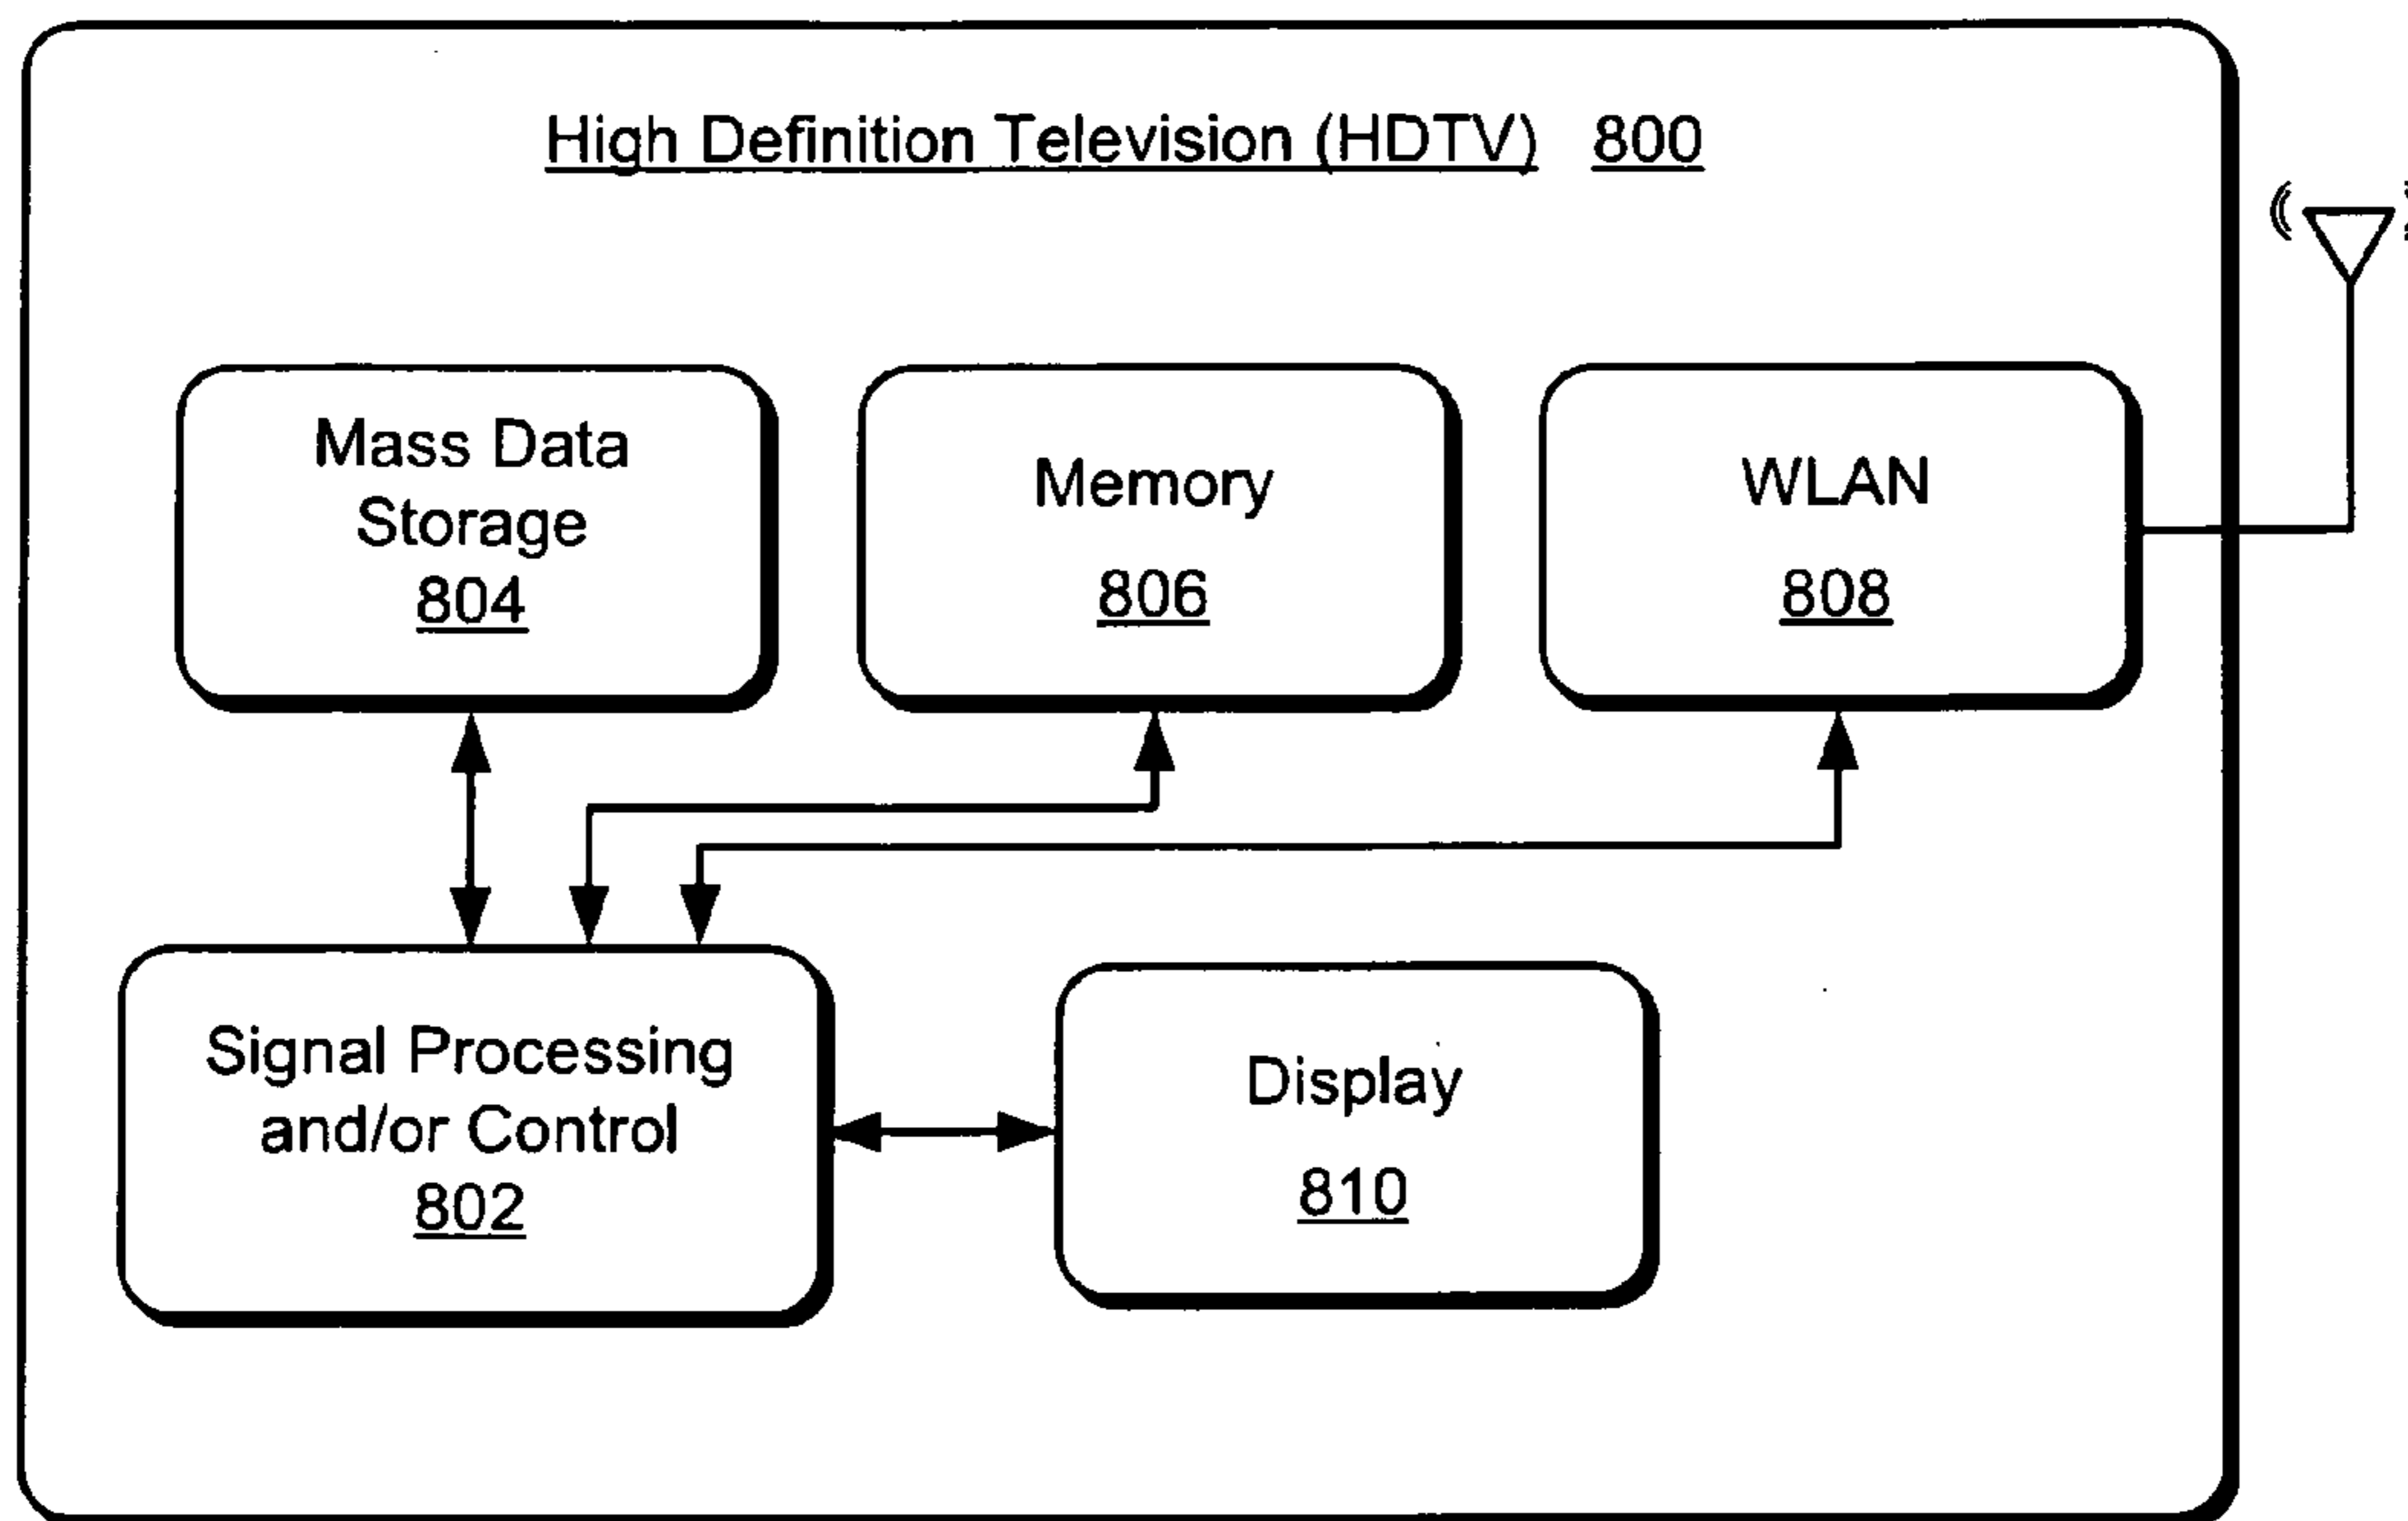 High Definition Television (HDTV) 800
Mass Data
Storage
804
Memory
806
WLAN
808
Signal Processing
and/or Control
802
Display
810